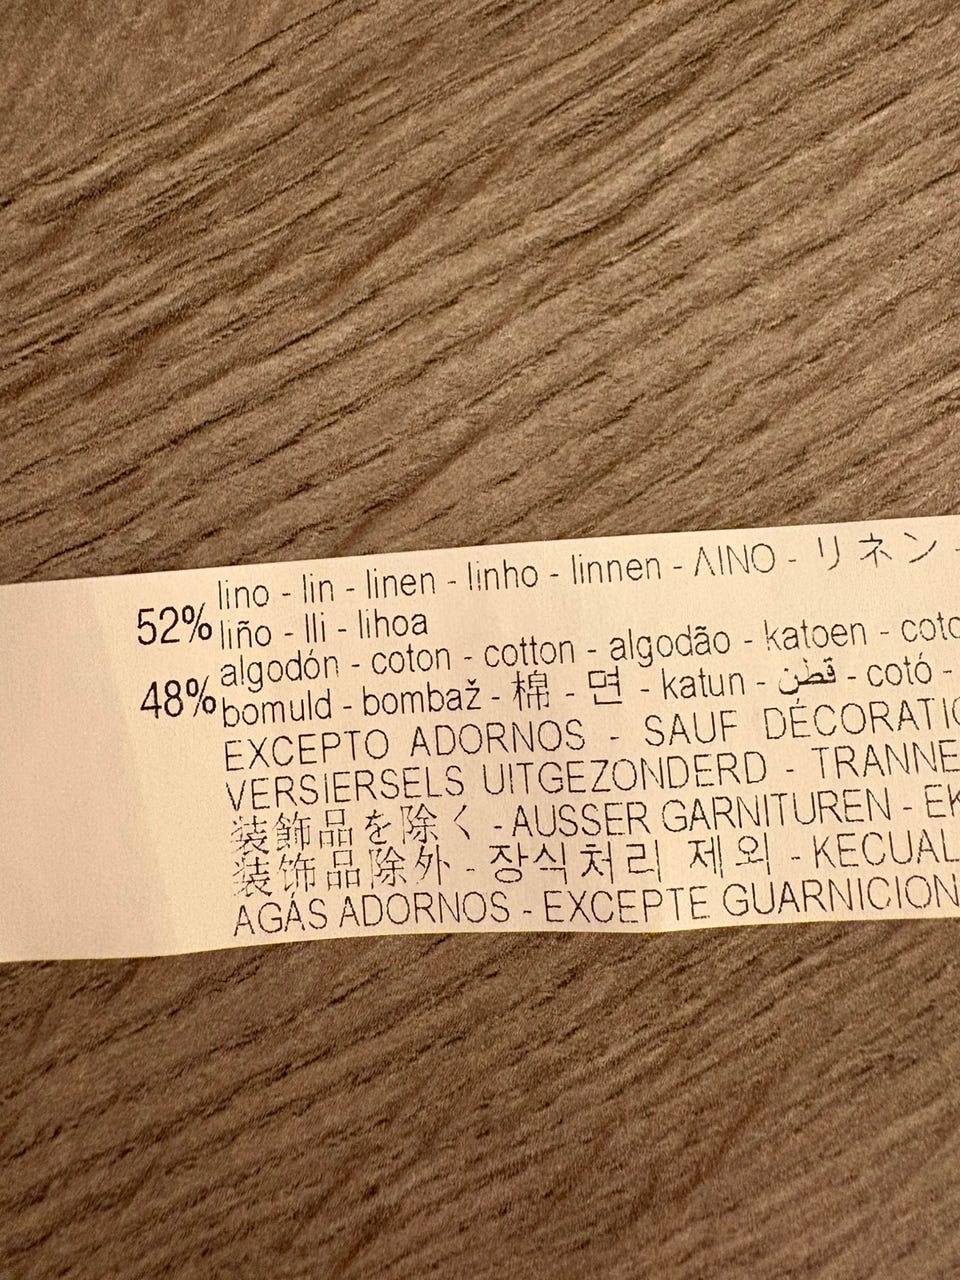 52% lino - lin - linen - linho - linnen - ΛΙΝΟ - リネン -
liño - lli - lihoa
48% algodón - coton - cotton - algodão - katoen - coto
bomuld - bombaž - 棉 - 면 - katun - قطن - cotó -
EXCEPTO ADORNOS - SAUF DÉCORATIO
VERSIERSELS UITGEZONDERD - TRANNE
装飾品を除く - AUSSER GARNITUREN - EK
装饰品除外 - 장식처리 제외 - KECUAL
AGÁS ADORNOS - EXCEPTE GUARNICION